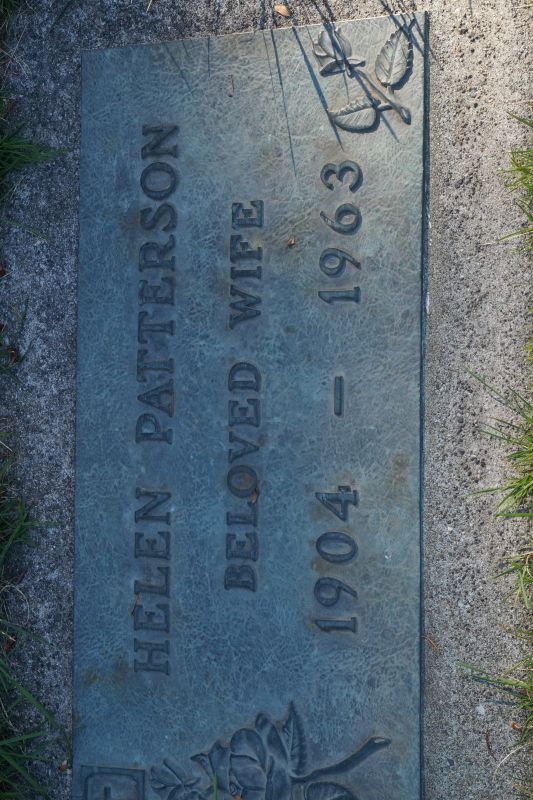 HELEN PATTERSON
BELOVED WIFE
1904 – 1963